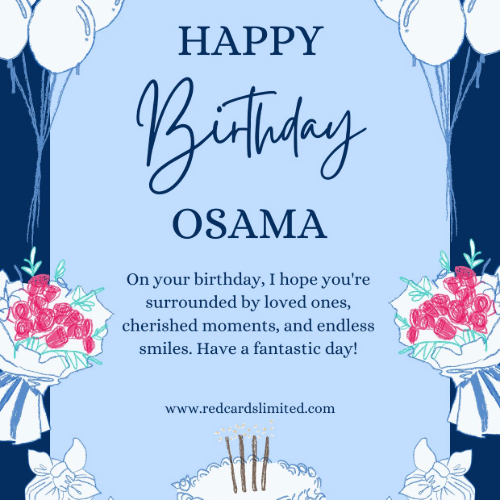 HAPPY
Birthday
OSAMA
On your birthday, I hope you're
surrounded by loved ones,
cherished moments, and endless
smiles. Have a fantastic day!
www.redcardslimited.com